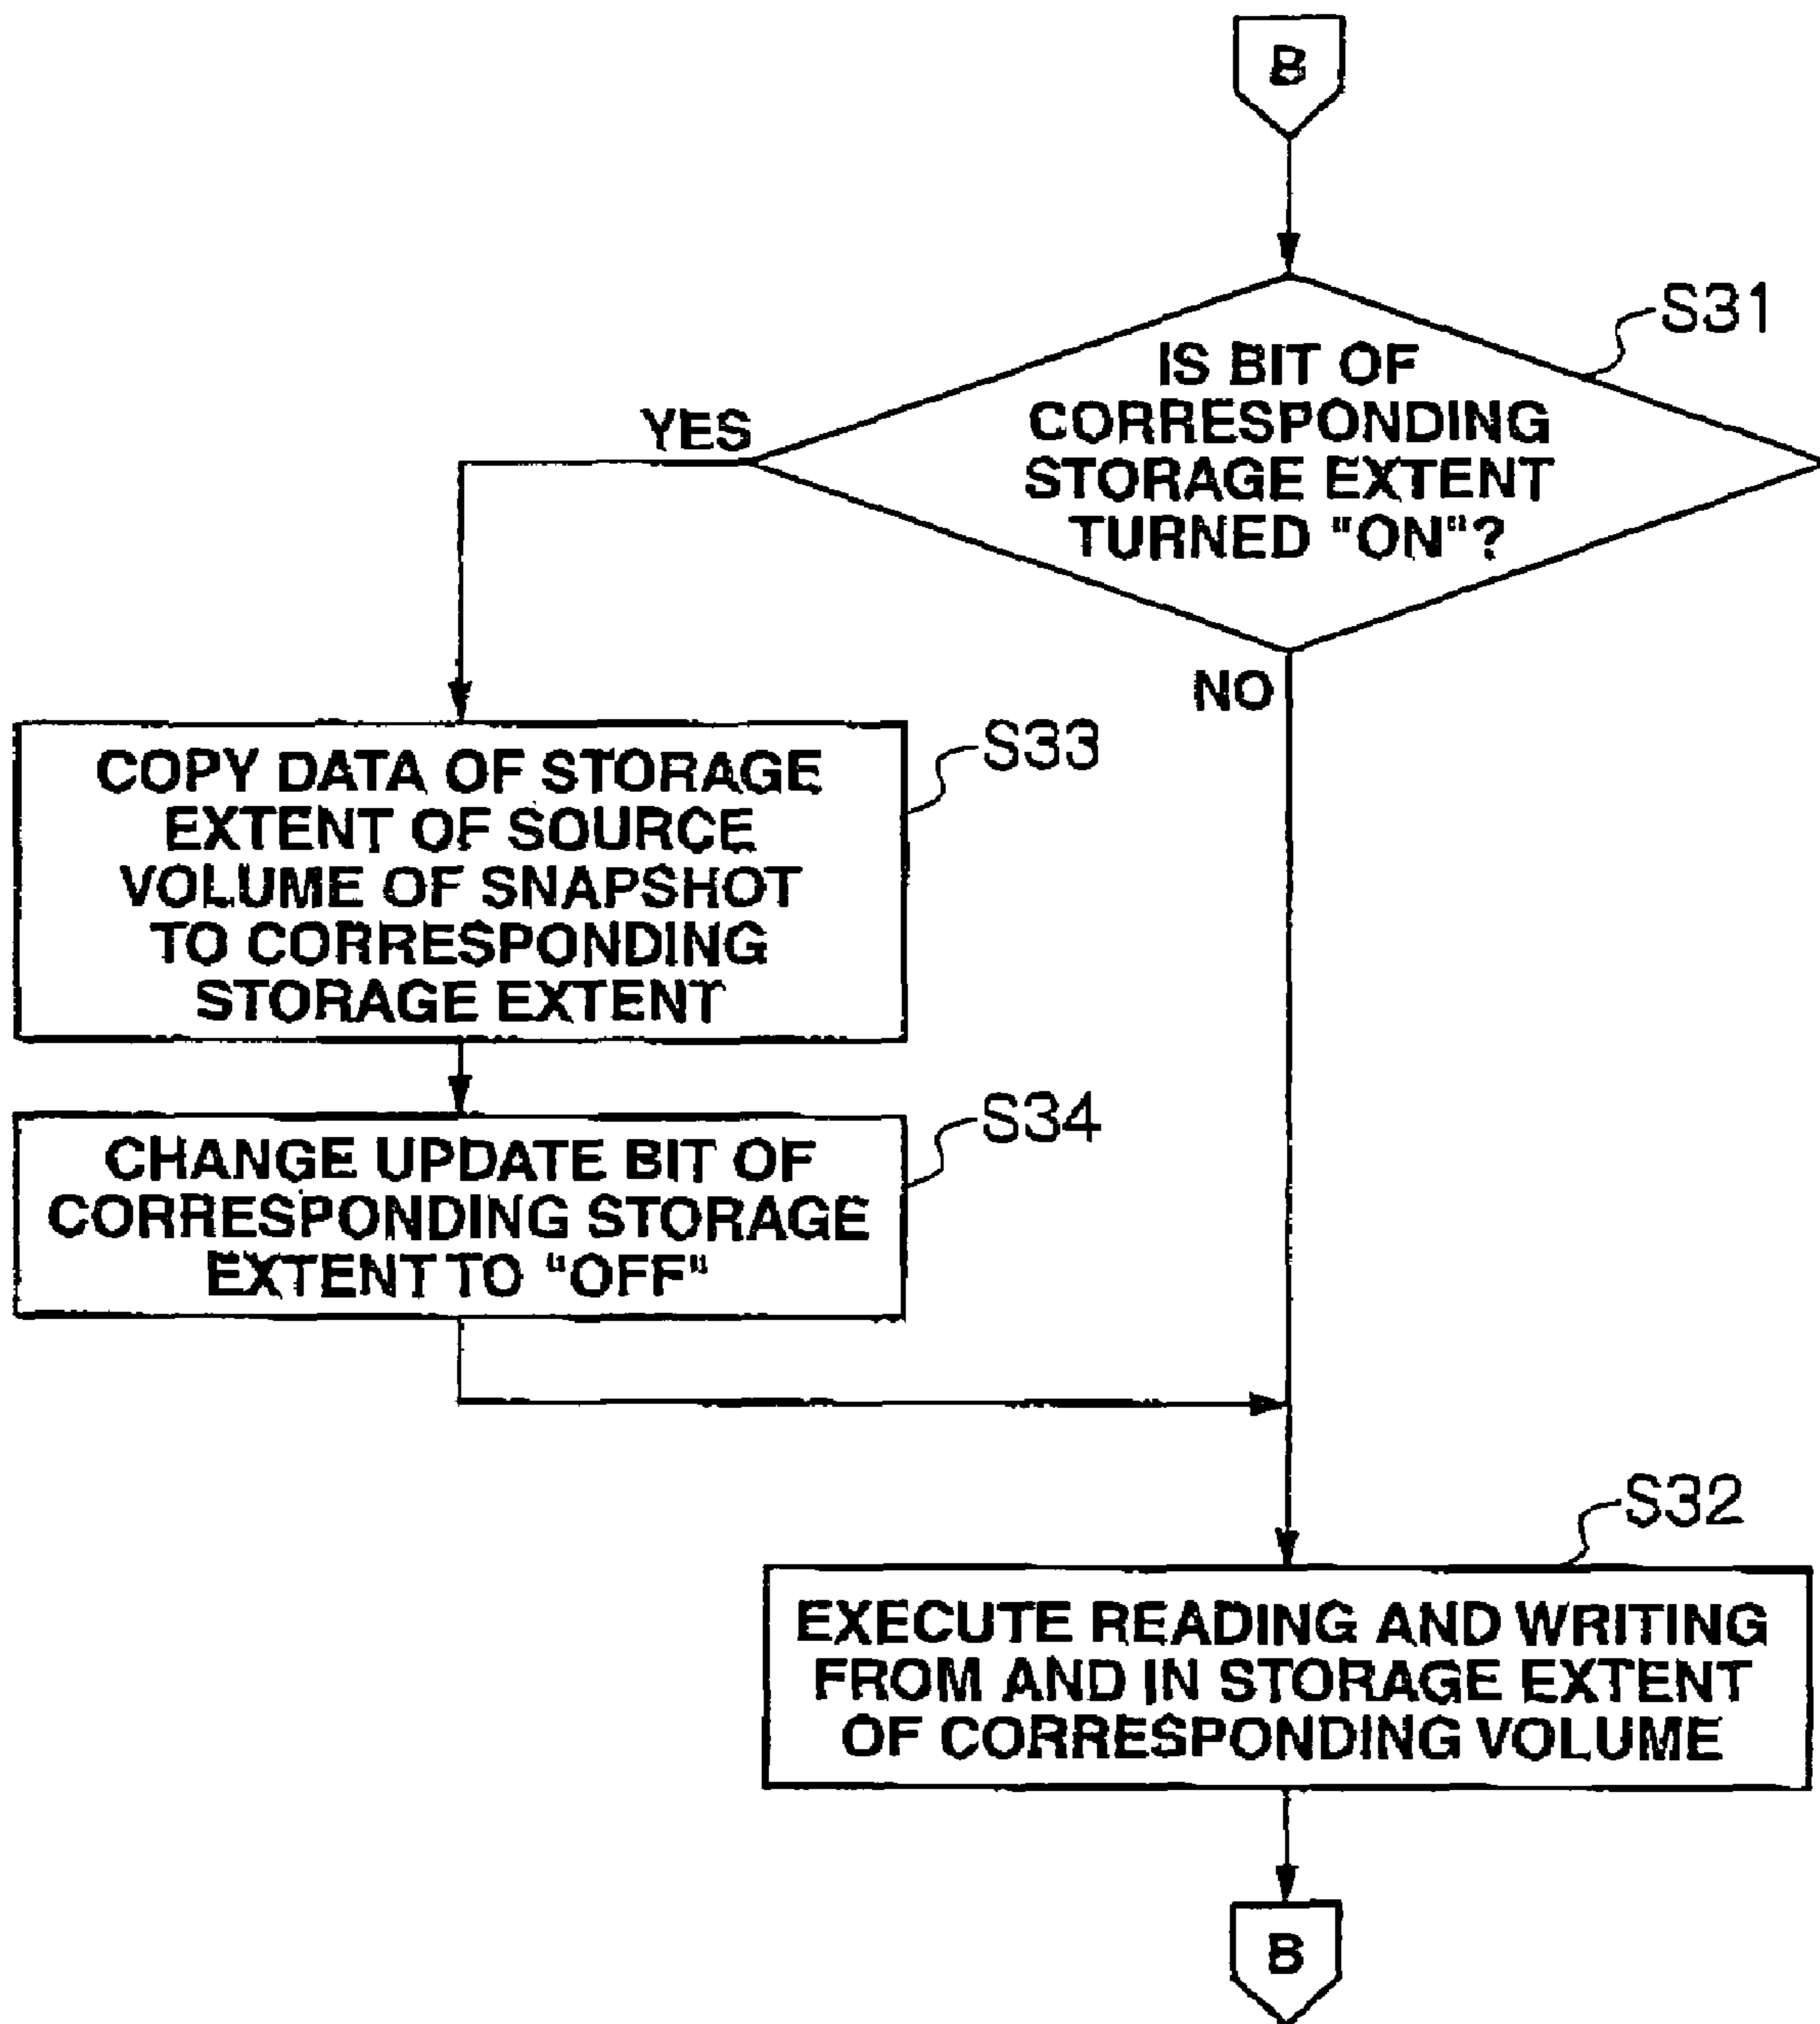 B
S31
IS BIT OF
CORRESPONDING
STORAGE EXTENT
TURNED "ON"?
YES
NO
S33
COPY DATA OF STORAGE
EXTENT OF SOURCE
VOLUME OF SNAPSHOT
TO CORRESPONDING
STORAGE EXTENT
S34
CHANGE UPDATE BIT OF
CORRESPONDING STORAGE
EXTENT TO "OFF"
S32
EXECUTE READING AND WRITING
FROM AND IN STORAGE EXTENT
OF CORRESPONDING VOLUME
B